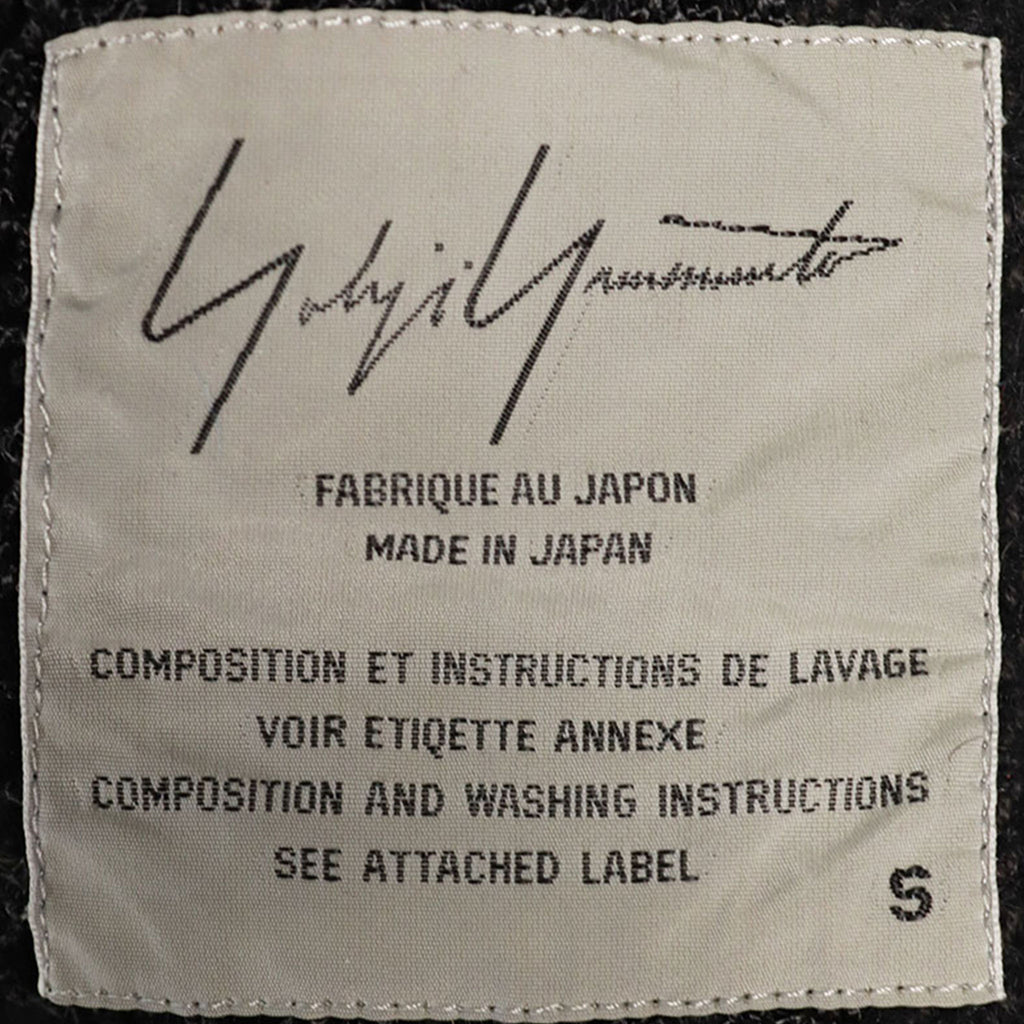 Yohji Yamamoto
FABRIQUE AU JAPON
MADE IN JAPAN
COMPOSITION ET INSTRUCTIONS DE LAVAGE
VOIR ETIQETTE ANNEXE
COMPOSITION AND WASHING INSTRUCTIONS
SEE ATTACHED LABEL
S